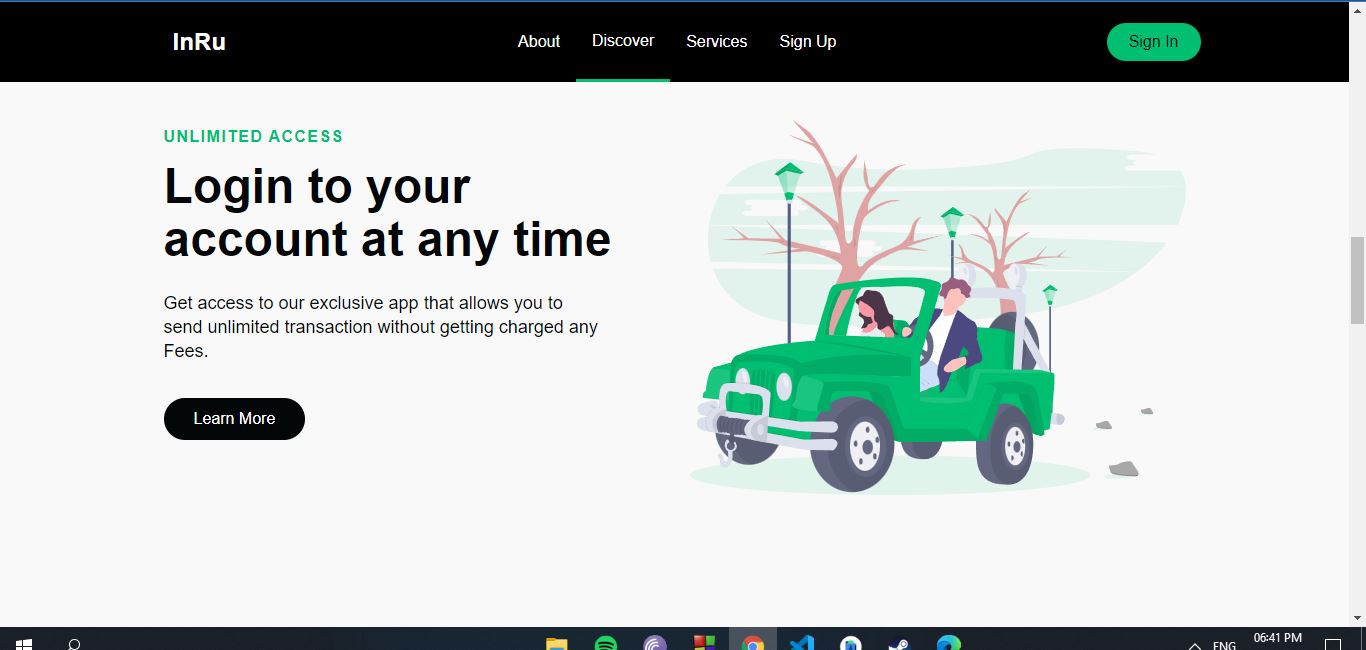 InRu
About Discover Services Sign Up
Sign In
UNLIMITED ACCESS
Login to your
account at any time
Get access to our exclusive app that allows you to
send unlimited transaction without getting charged any
Fees.
Learn More
ENG
06:41 PM